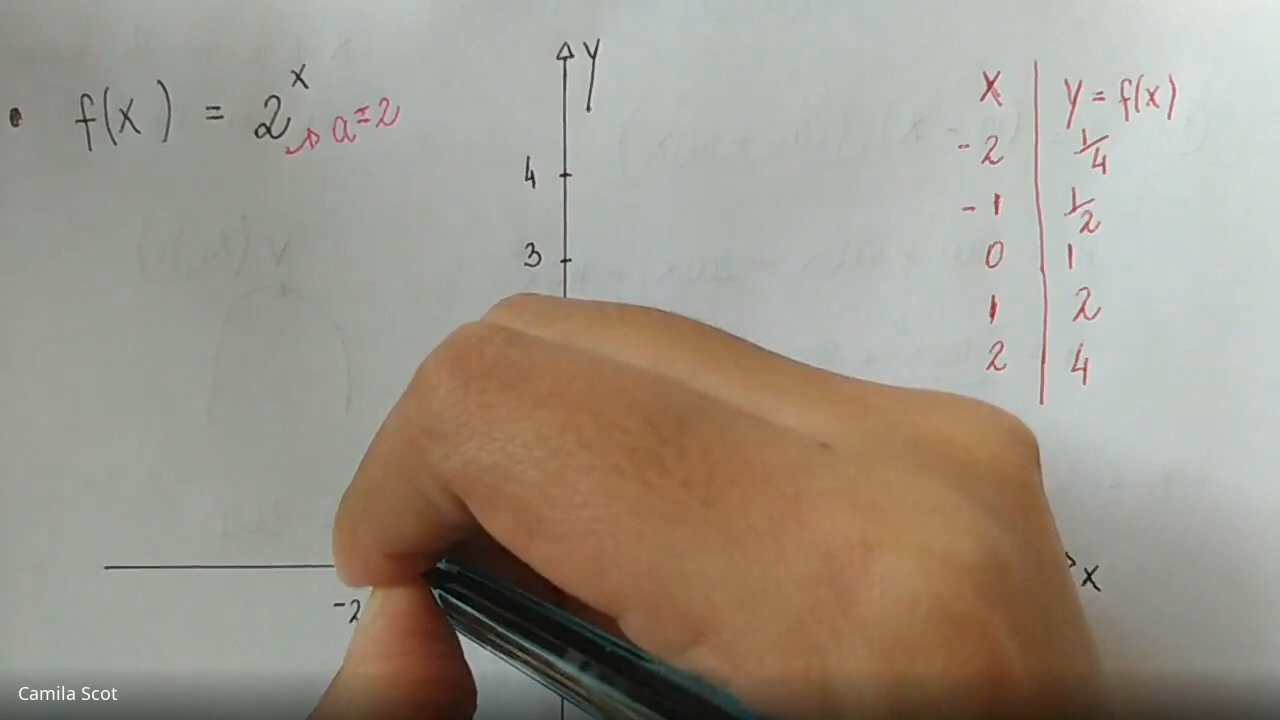 • f(x) = 2^x → a=2
y
4
3
-2
x
x | y = f(x)
-2 | 1/4
-1 | 1/2
0 | 1
1 | 2
2 | 4
Camila Scot